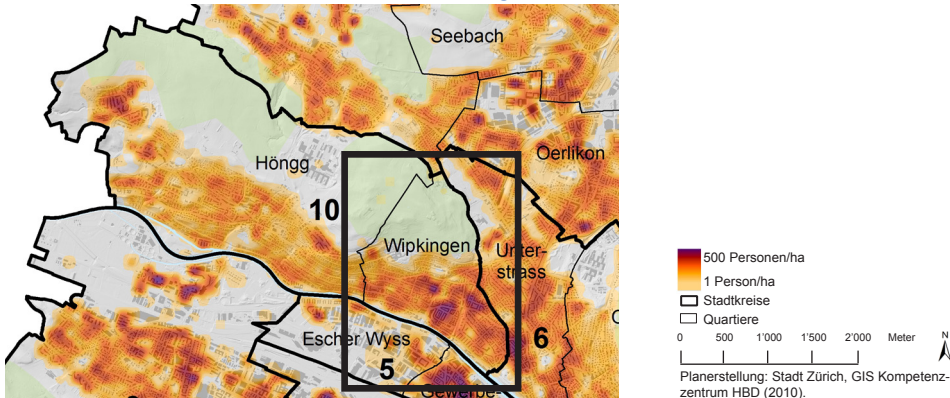 Seebach
Höngg
Oerlikon
10
Wipkingen
Unter-
strass
Escher Wyss
6
5
Gewerbe-
500 Personen/ha
1 Person/ha
Stadtkreise
Quartiere
0 500 1'000 1'500 2'000 Meter
N
Planerstellung: Stadt Zürich, GIS Kompetenz-
zentrum HBD (2010).